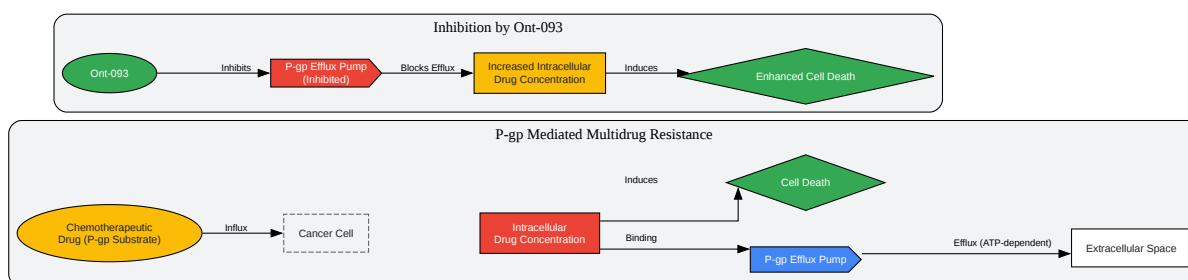 Inhibition by Ont-093
Ont-093
Inhibits
P-gp Efflux Pump
(Inhibited)
Blocks Efflux
Increased Intracellular
Drug Concentration
Induces
Enhanced Cell Death
P-gp Mediated Multidrug Resistance
Chemotherapeutic
Drug (P-gp Substrate)
Influx
Cancer Cell
Intracellular
Drug Concentration
Induces
Cell Death
Binding
P-gp Efflux Pump
Efflux (ATP-dependent)
Extracellular Space